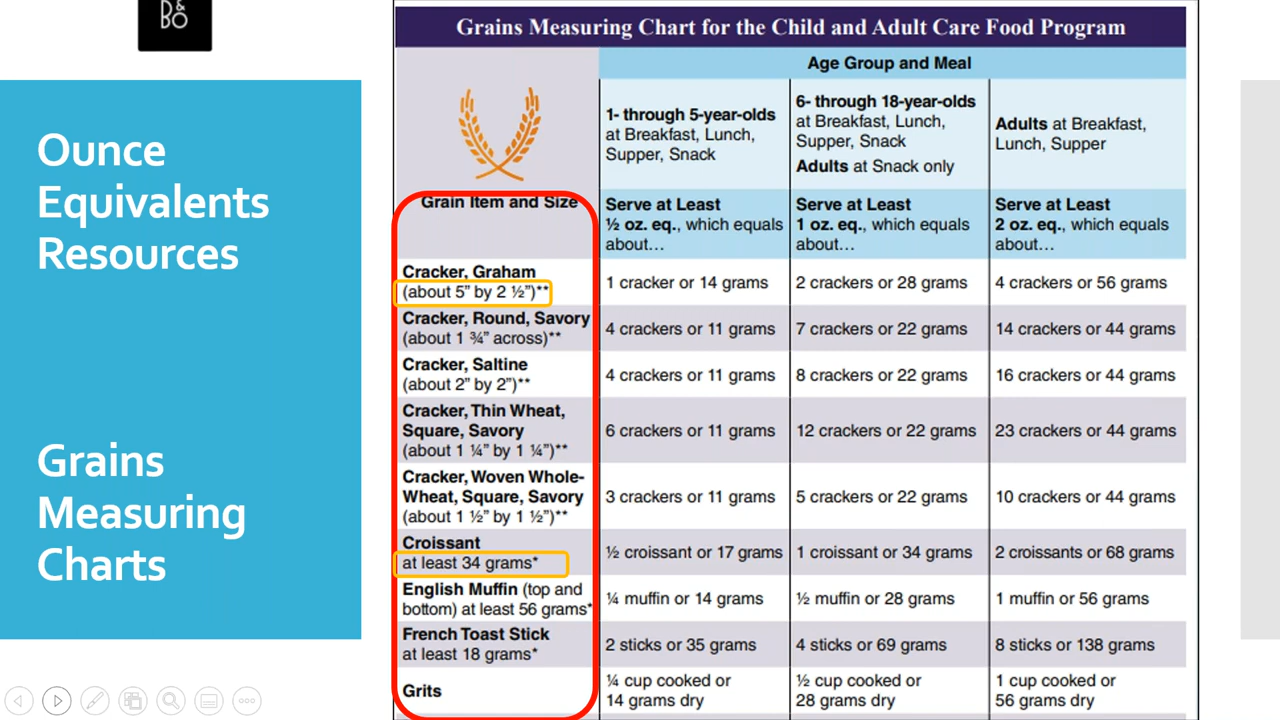 B&
BO
Ounce
Equivalents
Resources
Grains
Measuring
Charts
Grains Measuring Chart for the Child and Adult Care Food Program
Age Group and Meal
1- through 5-year-olds
at Breakfast, Lunch,
Supper, Snack
6- through 18-year-olds
at Breakfast, Lunch,
Supper, Snack
Adults at Snack only
Adults at Breakfast,
Lunch, Supper
Grain Item and Size
Serve at Least
½ oz. eq., which equals
about…
Serve at Least
1 oz. eq., which equals
about…
Serve at Least
2 oz. eq., which equals
about…
Cracker, Graham
(about 5” by 2 ½”)**
1 cracker or 14 grams
2 crackers or 28 grams
4 crackers or 56 grams
Cracker, Round, Savory
(about 1 ¾” across)**
4 crackers or 11 grams
7 crackers or 22 grams
14 crackers or 44 grams
Cracker, Saltine
(about 2” by 2”)**
4 crackers or 11 grams
8 crackers or 22 grams
16 crackers or 44 grams
Cracker, Thin Wheat,
Square, Savory
(about 1 ¼” by 1 ¼”)**
6 crackers or 11 grams
12 crackers or 22 grams
23 crackers or 44 grams
Cracker, Woven Whole-
Wheat, Square, Savory
(about 1 ½” by 1 ½”)**
3 crackers or 11 grams
5 crackers or 22 grams
10 crackers or 44 grams
Croissant
at least 34 grams*
½ croissant or 17 grams
1 croissant or 34 grams
2 croissants or 68 grams
English Muffin (top and
bottom) at least 56 grams*
¼ muffin or 14 grams
½ muffin or 28 grams
1 muffin or 56 grams
French Toast Stick
at least 18 grams*
2 sticks or 35 grams
4 sticks or 69 grams
8 sticks or 138 grams
Grits
¼ cup cooked or
14 grams dry
½ cup cooked or
28 grams dry
1 cup cooked or
56 grams dry